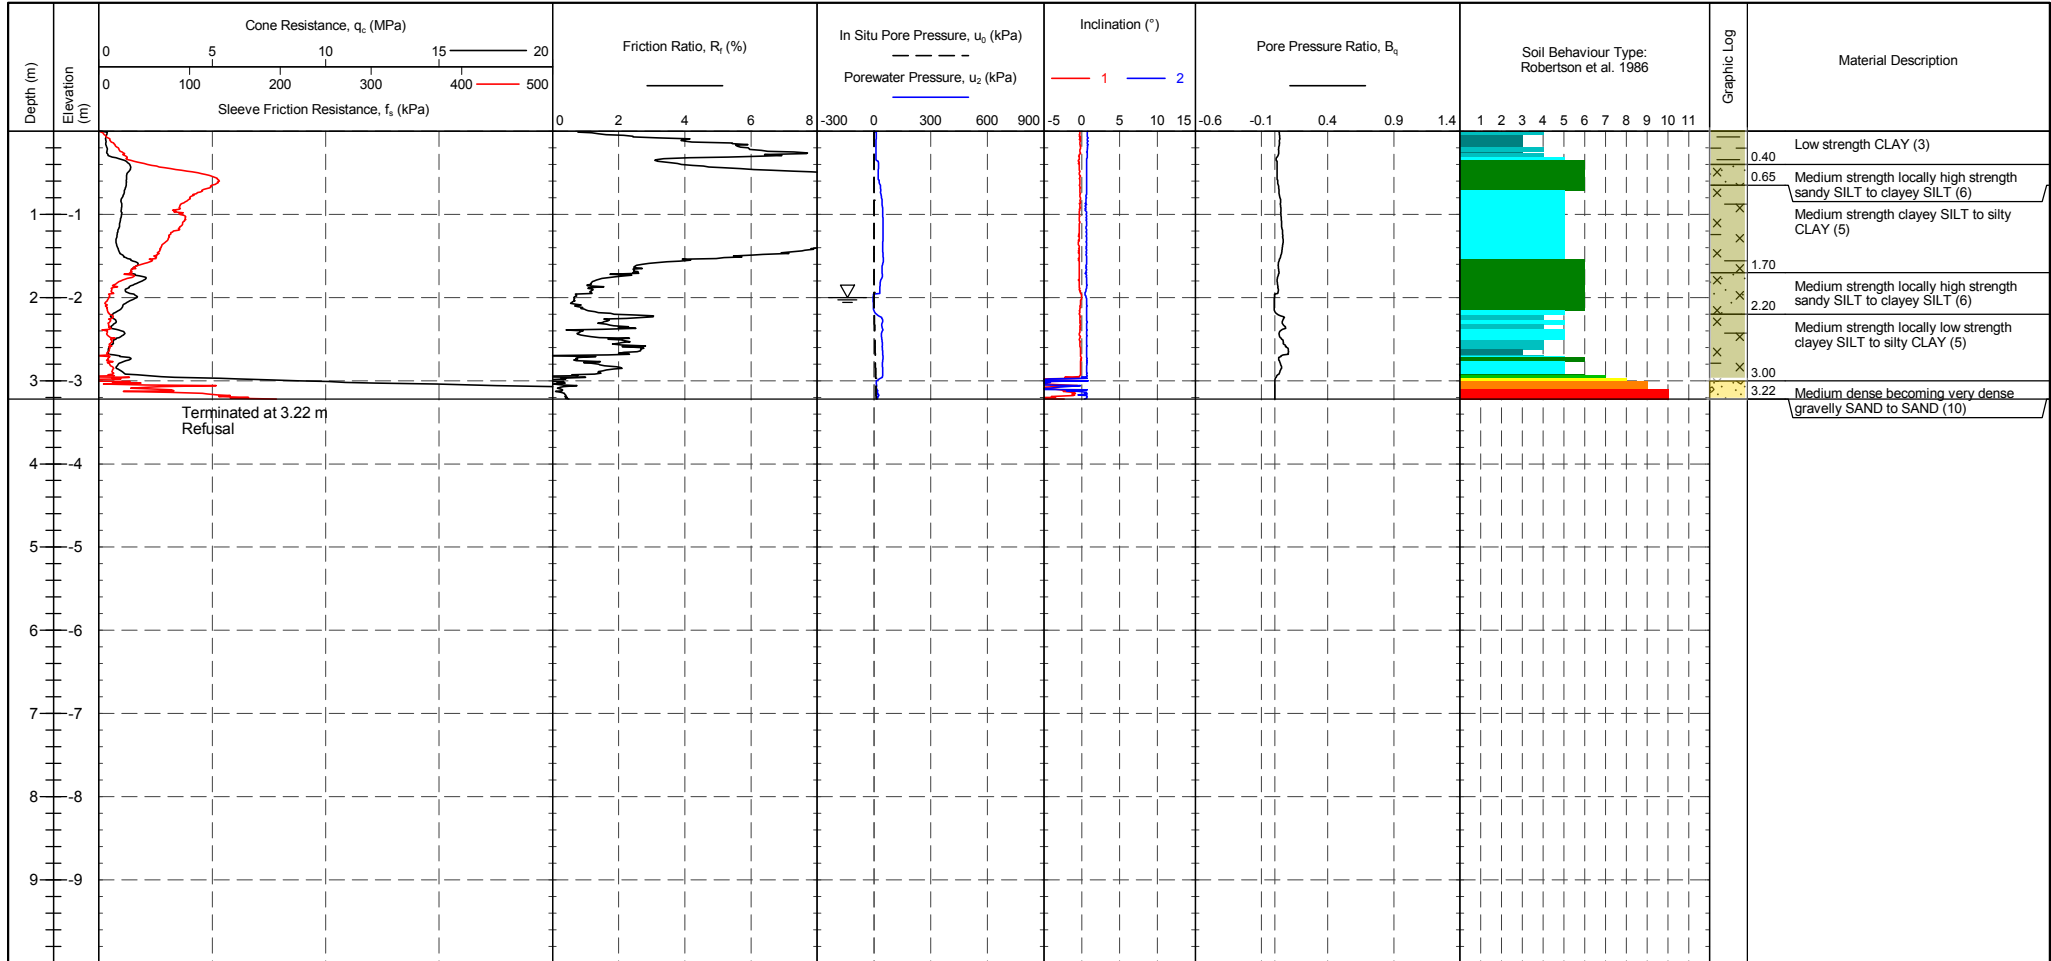 Depth (m)
Elevation (m)
Cone Resistance, qc (MPa)
0 5 10 15 20
0 100 200 300 400 500
Sleeve Friction Resistance, fs (kPa)
Friction Ratio, Rf (%)
0 2 4 6 8
In Situ Pore Pressure, u0 (kPa)
Porewater Pressure, u2 (kPa)
-300 0 300 600 900
Inclination (°)
1 2
-5 0 5 10 15
Pore Pressure Ratio, Bq
-0.6 -0.1 0.4 0.9 1.4
Soil Behaviour Type:
Robertson et al. 1986
1 2 3 4 5 6 7 8 9 10 11
Graphic Log
Material Description
Low strength CLAY (3)
0.40
0.65
Medium strength locally high strength
sandy SILT to clayey SILT (6)
1 -1
Medium strength clayey SILT to silty
CLAY (5)
1.70
Medium strength locally high strength
sandy SILT to clayey SILT (6)
2 -2
2.20
Medium strength locally low strength
clayey SILT to silty CLAY (5)
3 -3
3.00
3.22
Medium dense becoming very dense
gravelly SAND to SAND (10)
Terminated at 3.22 m
Refusal
4 -4
5 -5
6 -6
7 -7
8 -8
9 -9